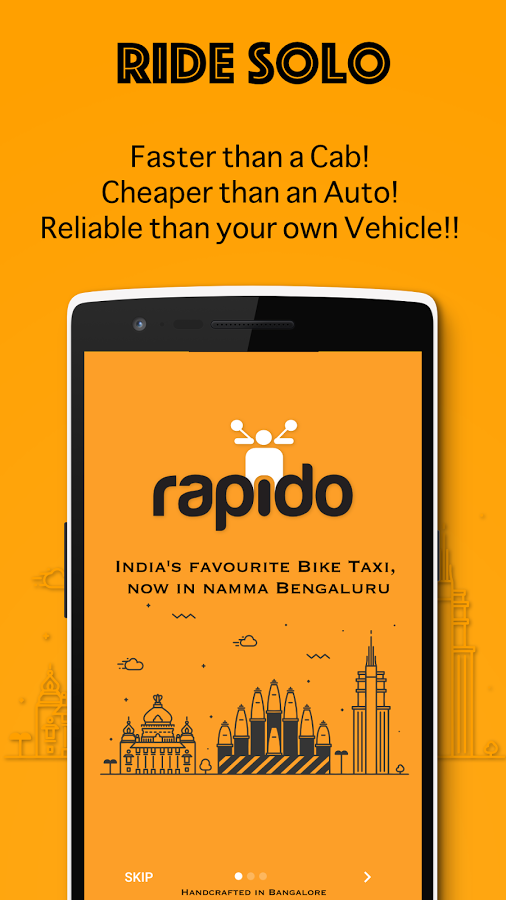 RIDE SOLO
Faster than a Cab!
Cheaper than an Auto!
Reliable than your own Vehicle!!
rapido
INDIA'S FAVOURITE BIKE TAXI,
NOW IN NAMMA BENGALURU
SKIP
HANDCRAFTED IN BANGALORE